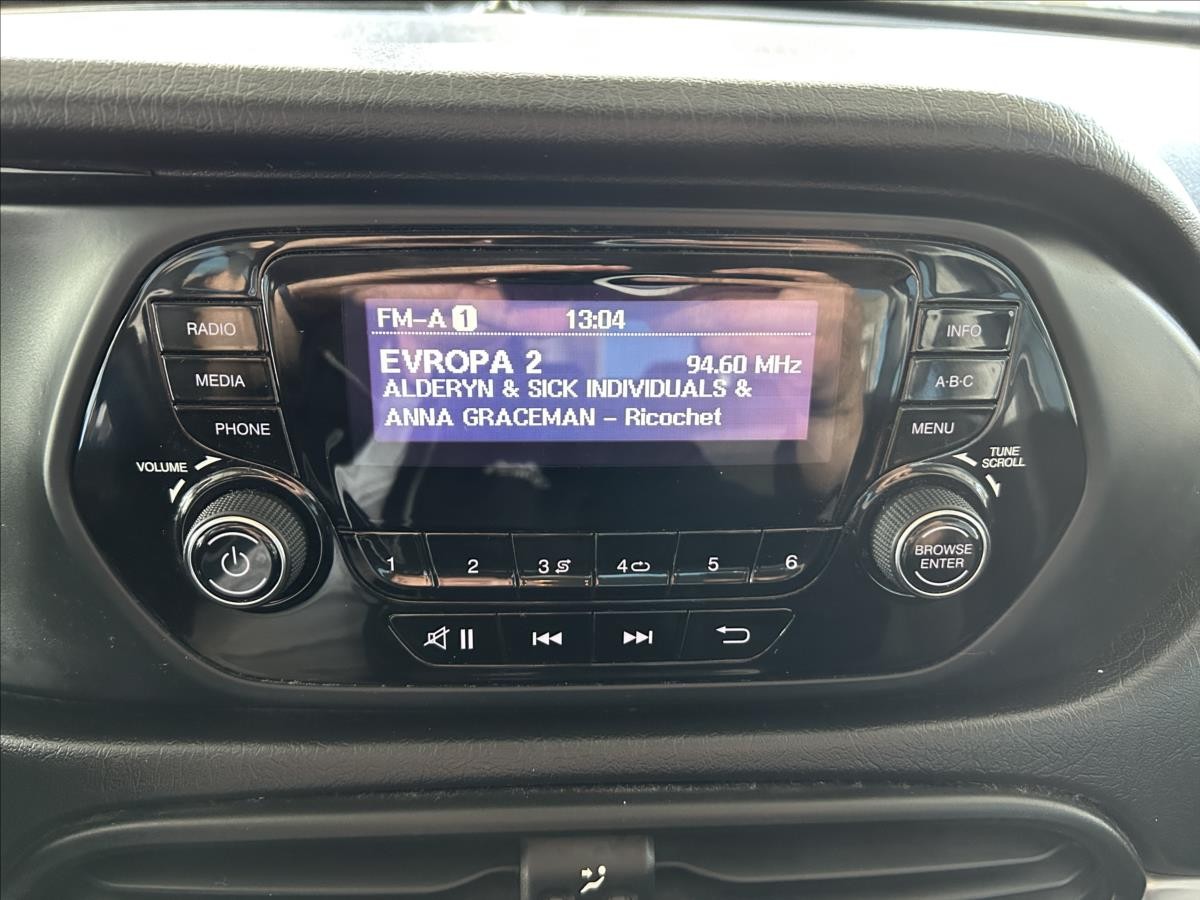 FM-A 1 13:04
EVROPA 2 94.60 MHz
ALDERYN & SICK INDIVIDUALS &
ANNA GRACEMAN - Ricochet
RADIO
MEDIA
PHONE
VOLUME
INFO
A·B·C
MENU
TUNE
SCROLL
BROWSE
ENTER
1 2 3 4 5 6